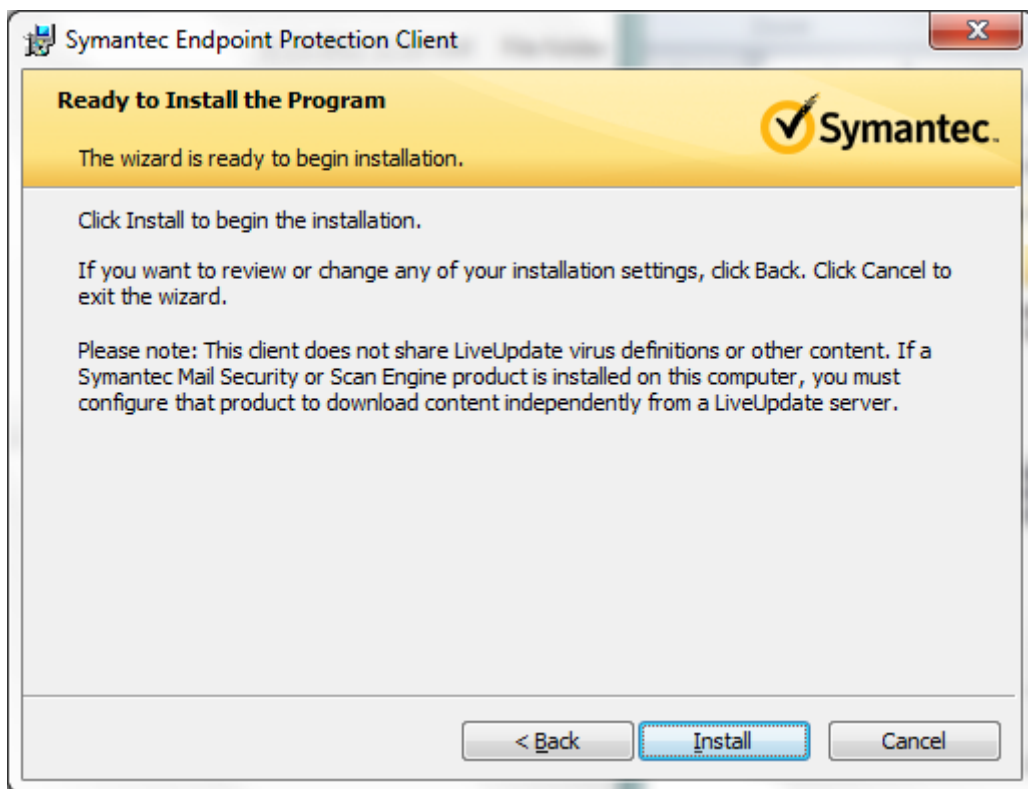 Symantec Endpoint Protection Client
Ready to Install the Program
The wizard is ready to begin installation.
Symantec.
Click Install to begin the installation.
If you want to review or change any of your installation settings, click Back. Click Cancel to
exit the wizard.
Please note: This client does not share LiveUpdate virus definitions or other content. If a
Symantec Mail Security or Scan Engine product is installed on this computer, you must
configure that product to download content independently from a LiveUpdate server.
< Back
Install
Cancel